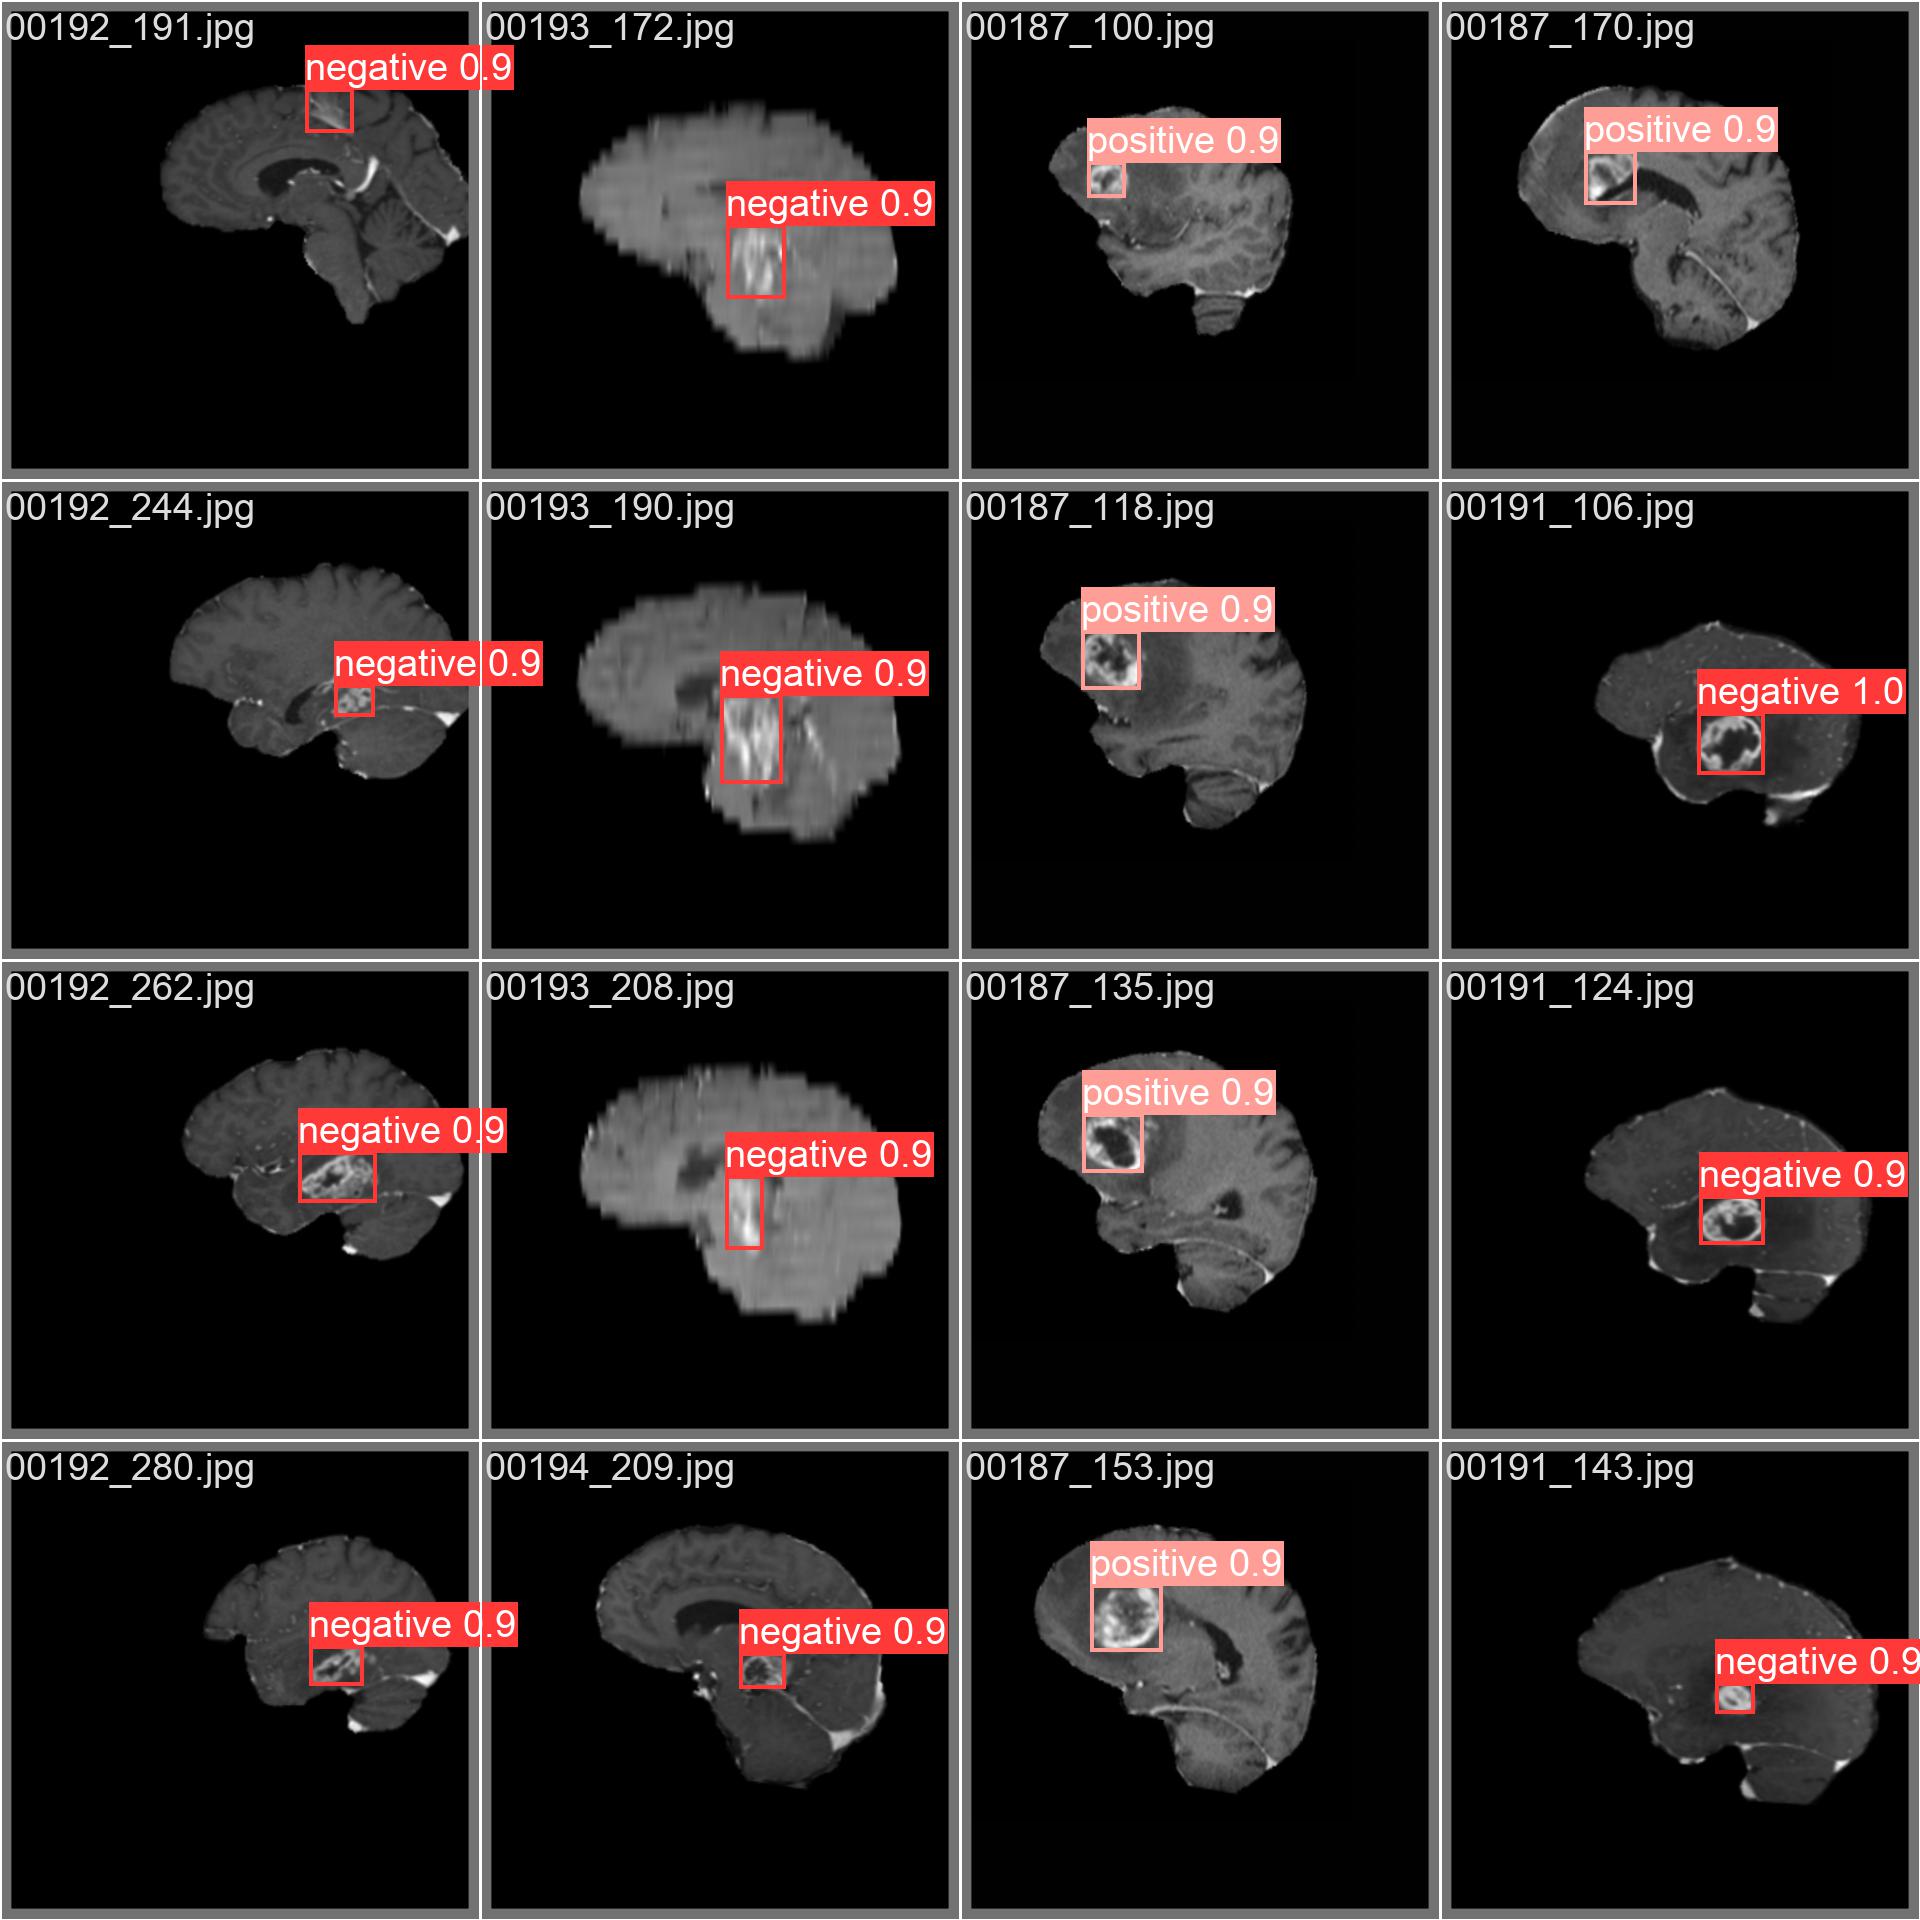 00192_191.jpg
negative 0.9
00193_172.jpg
negative 0.9
00187_100.jpg
positive 0.9
00187_170.jpg
positive 0.9
00192_244.jpg
negative 0.9
00193_190.jpg
negative 0.9
00187_118.jpg
positive 0.9
00191_106.jpg
negative 1.0
00192_262.jpg
negative 0.9
00193_208.jpg
negative 0.9
00187_135.jpg
positive 0.9
00191_124.jpg
negative 0.9
00192_280.jpg
negative 0.9
00194_209.jpg
negative 0.9
00187_153.jpg
positive 0.9
00191_143.jpg
negative 0.9